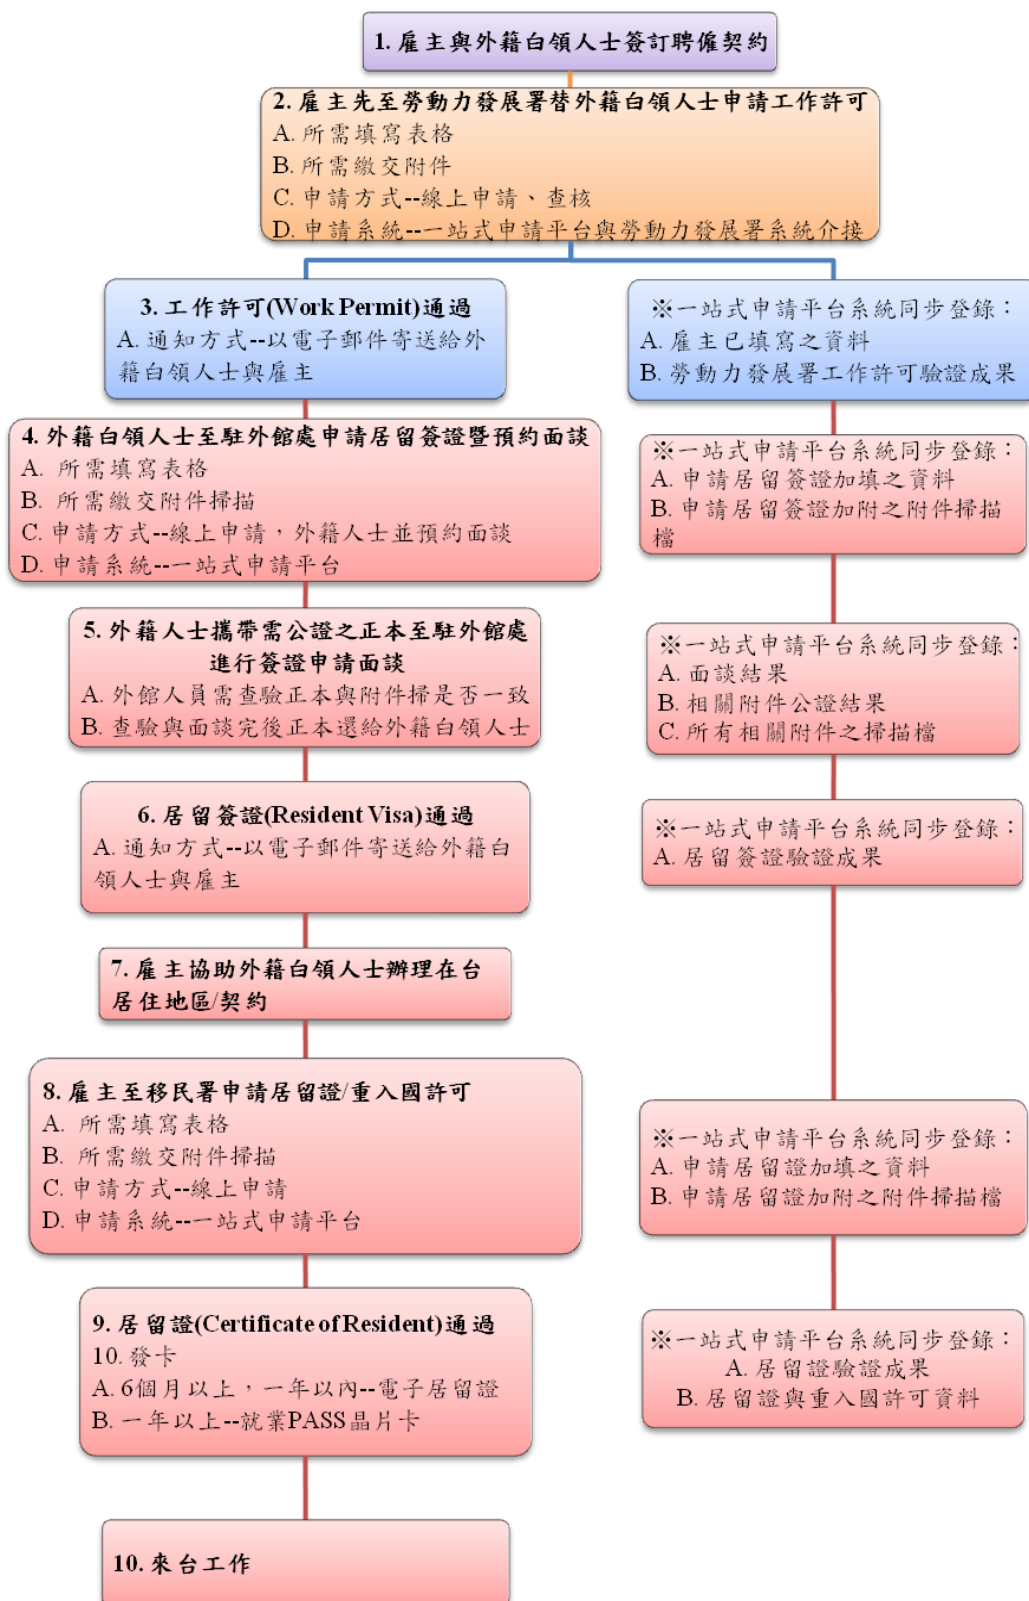 1. 雇主與外籍白領人士簽訂聘僱契約
2. 雇主先至勞動力發展署替外籍白領人士申請工作許可
A. 所需填寫表格
B. 所需繳交附件
C. 申請方式--線上申請、查核
D. 申請系統--一站式申請平台與勞動力發展署系統介接
3. 工作許可(Work Permit)通過
A. 通知方式--以電子郵件寄送給外
籍白領人士與雇主
※一站式申請平台系統同步登錄：
A. 雇主已填寫之資料
B. 勞動力發展署工作許可驗證成果
4. 外籍白領人士至駐外館處申請居留簽證暨預約面談
A. 所需填寫表格
B. 所需繳交附件掃描
C. 申請方式--線上申請，外籍人士並預約面談
D. 申請系統--一站式申請平台
※一站式申請平台系統同步登錄：
A. 申請居留簽證加填之資料
B. 申請居留簽證加附之附件掃描
檔
5. 外籍人士攜帶需公證之正本至駐外館處
進行簽證申請面談
A. 外館人員需查驗正本與附件掃是否一致
B. 查驗與面談完後正本還給外籍白領人士
※一站式申請平台系統同步登錄：
A. 面談結果
B. 相關附件公證結果
C. 所有相關附件之掃描檔
6. 居留簽證(Resident Visa)通過
A. 通知方式--以電子郵件寄送給外籍白
領人士與雇主
※一站式申請平台系統同步登錄：
A. 居留簽證驗證成果
7. 雇主協助外籍白領人士辦理在台
居住地區/契約
8. 雇主至移民署申請居留證/重入國許可
A. 所需填寫表格
B. 所需繳交附件掃描
C. 申請方式--線上申請
D. 申請系統--一站式申請平台
※一站式申請平台系統同步登錄：
A. 申請居留證加填之資料
B. 申請居留證加附之附件掃描檔
9. 居留證(Certificate of Resident)通過
10. 發卡
A. 6個月以上，一年以內--電子居留證
B. 一年以上--就業PASS晶片卡
※一站式申請平台系統同步登錄：
A. 居留證驗證成果
B. 居留證與重入國許可資料
10. 來台工作